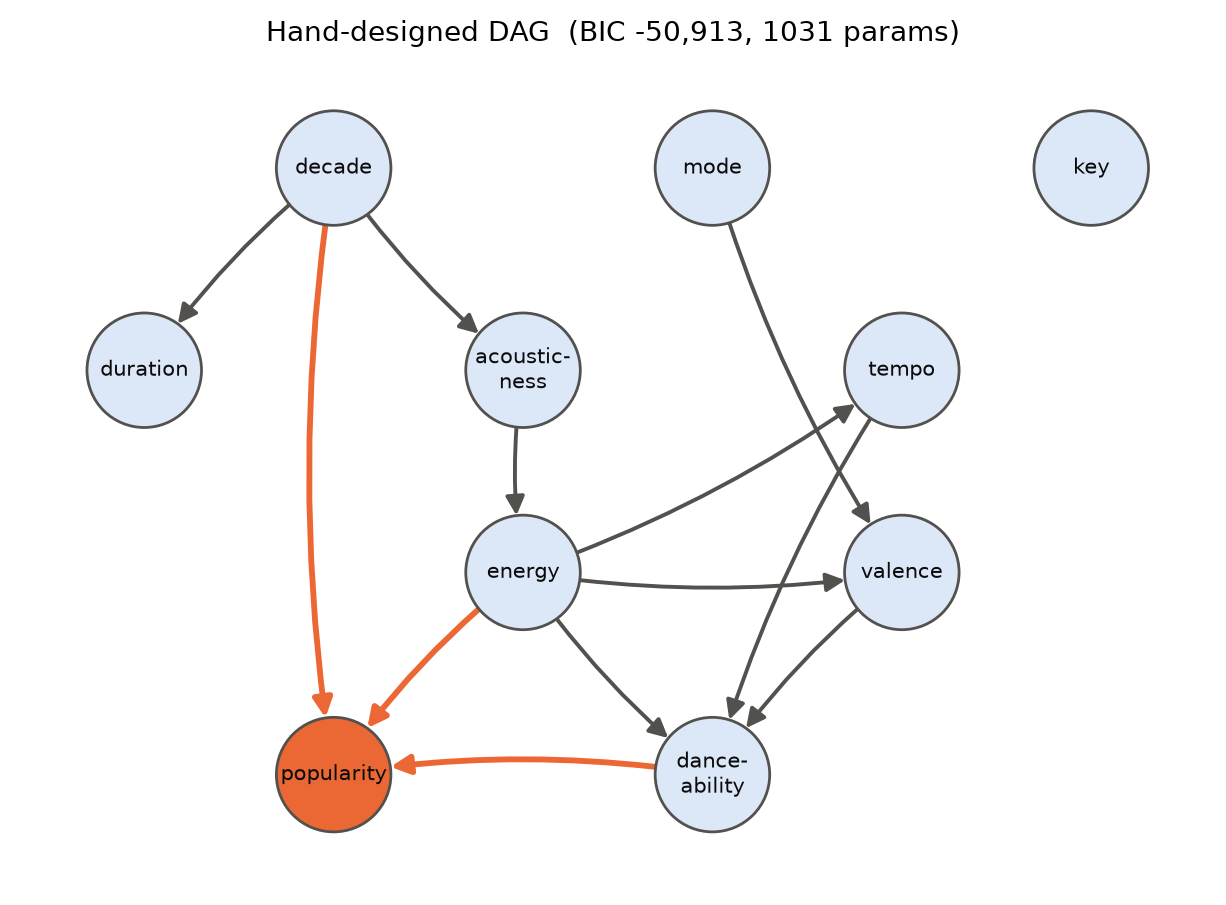 Hand-designed DAG  (BIC -50,913, 1031 params)
decade
mode
key
duration
acoustic-
ness
tempo
energy
valence
popularity
dance-
ability